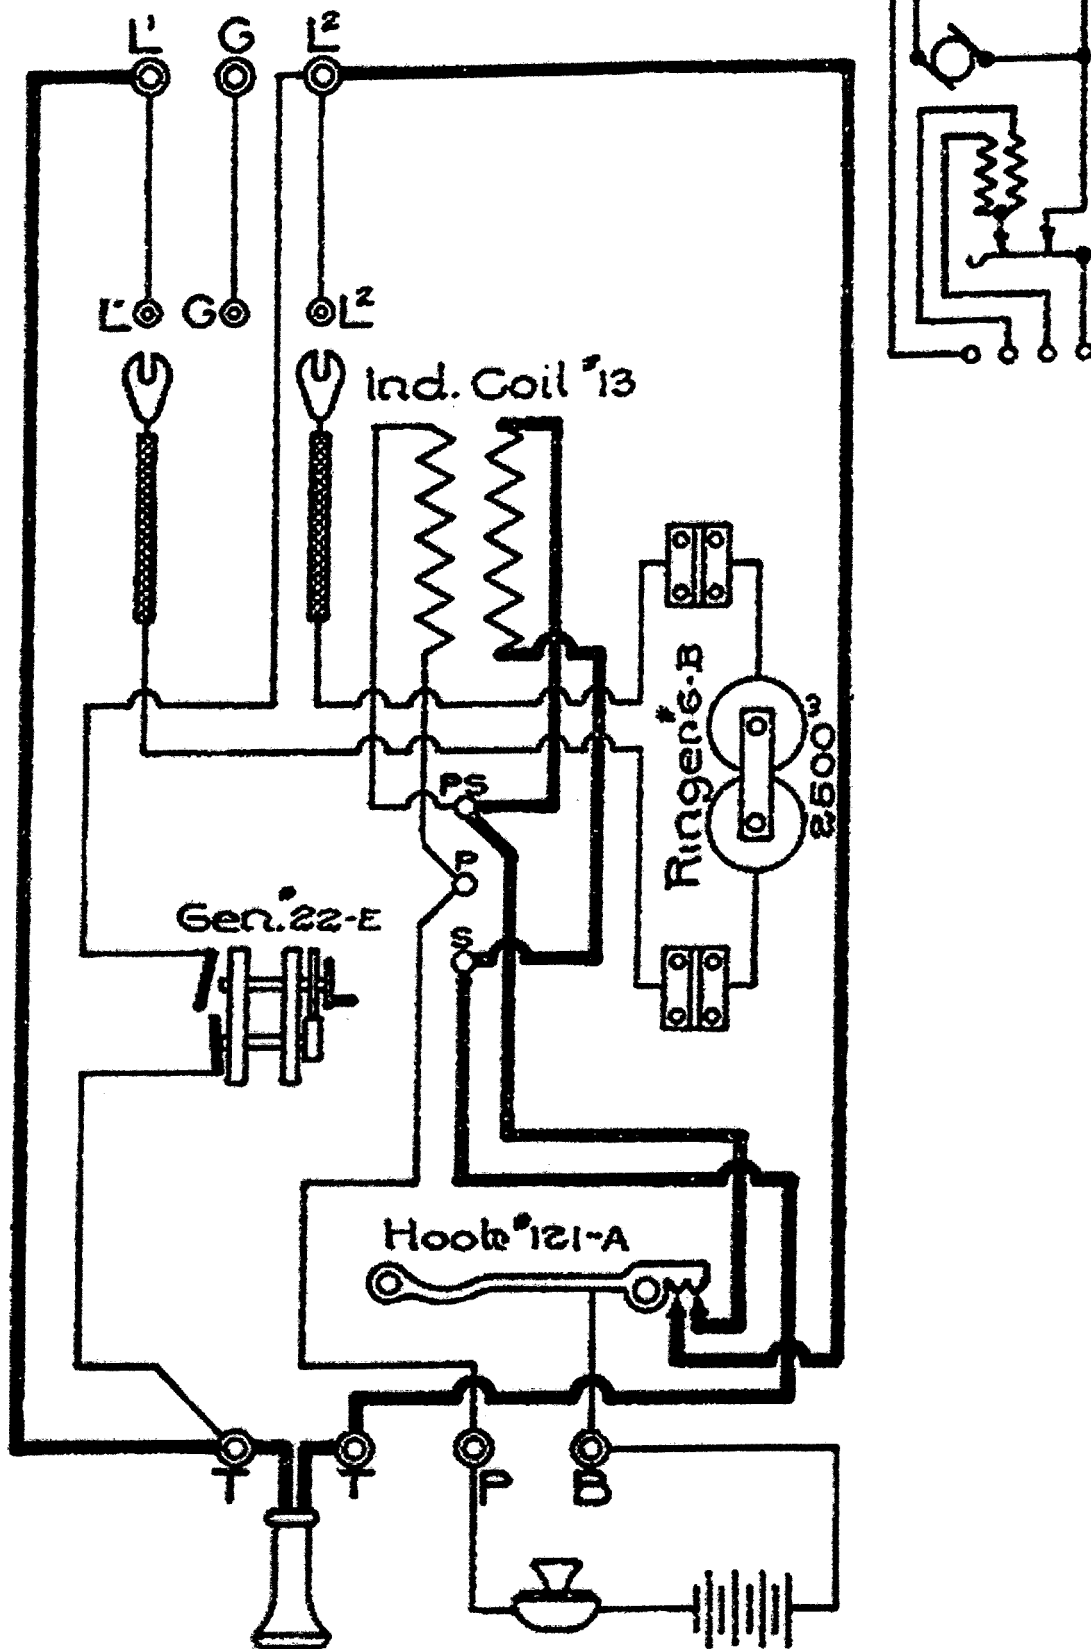 L¹ G L²
L¹ G L²
Ind. Coil #13
Ringer #6-B
2500 ω
PS
P
S
Gen. #22-E
Hook #121-A
T T P B